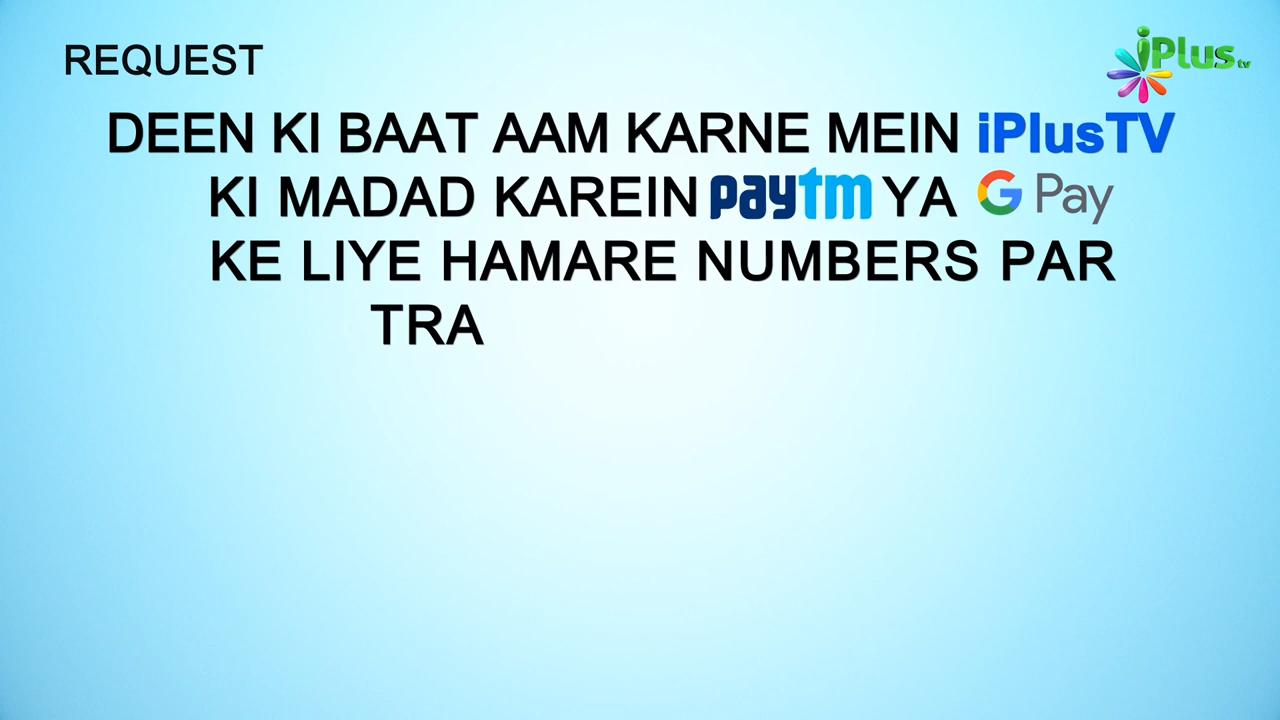 REQUEST
iPlus tv
DEEN KI BAAT AAM KARNE MEIN iPlusTV
KI MADAD KAREIN paytm YA G Pay
KE LIYE HAMARE NUMBERS PAR
TRA